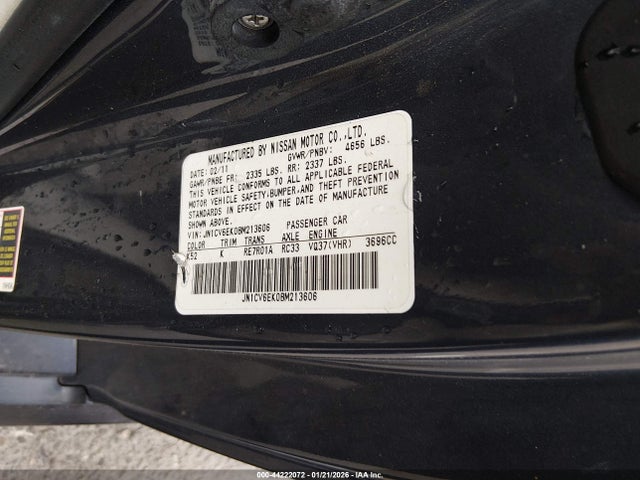 MANUFACTURED BY NISSAN MOTOR CO.,LTD.
DATE: 02/11 GVWR/PNBV: 4656 LBS.
GAWR/PNBE FR: 2335 LBS. RR: 2337 LBS.
THIS VEHICLE CONFORMS TO ALL APPLICABLE FEDERAL
MOTOR VEHICLE SAFETY,BUMPER,AND THEFT PREVENTION
STANDARDS IN EFFECT ON THE DATE OF MANUFACTURE
SHOWN ABOVE.
VIN: JN1CV6EK0BM213606 PASSENGER CAR
COLOR TRIM TRANS AXLE ENGINE
K52 K RE7R01A RC33 VQ37(VHR) 3696CC
JN1CV6EK0BM213606
000-44222072 | 01/21/2026 | IAA